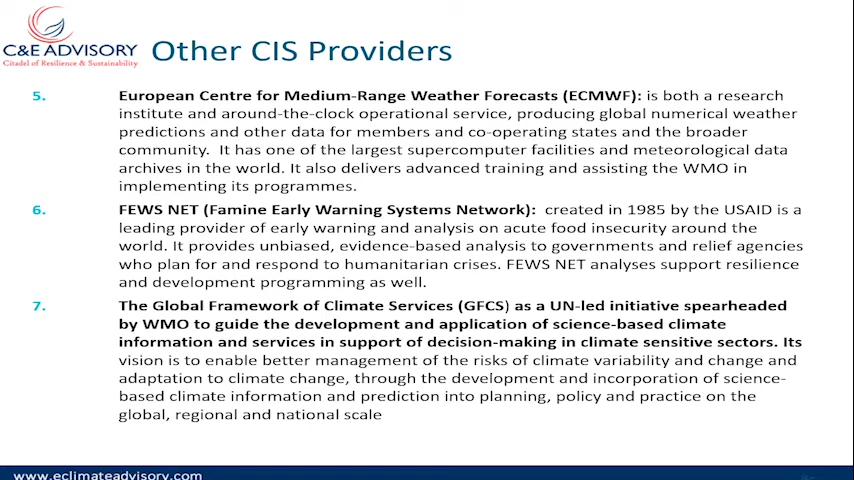 C&E ADVISORY
Citadel of Resilience & Sustainability
Other CIS Providers
5. European Centre for Medium-Range Weather Forecasts (ECMWF): is both a research
institute and around-the-clock operational service, producing global numerical weather
predictions and other data for members and co-operating states and the broader
community. It has one of the largest supercomputer facilities and meteorological data
archives in the world. It also delivers advanced training and assisting the WMO in
implementing its programmes.
6. FEWS NET (Famine Early Warning Systems Network): created in 1985 by the USAID is a
leading provider of early warning and analysis on acute food insecurity around the
world. It provides unbiased, evidence-based analysis to governments and relief agencies
who plan for and respond to humanitarian crises. FEWS NET analyses support resilience
and development programming as well.
7. The Global Framework of Climate Services (GFCS) as a UN-led initiative spearheaded
by WMO to guide the development and application of science-based climate
information and services in support of decision-making in climate sensitive sectors. Its
vision is to enable better management of the risks of climate variability and change and
adaptation to climate change, through the development and incorporation of science-
based climate information and prediction into planning, policy and practice on the
global, regional and national scale
www.eclimateadvisory.com